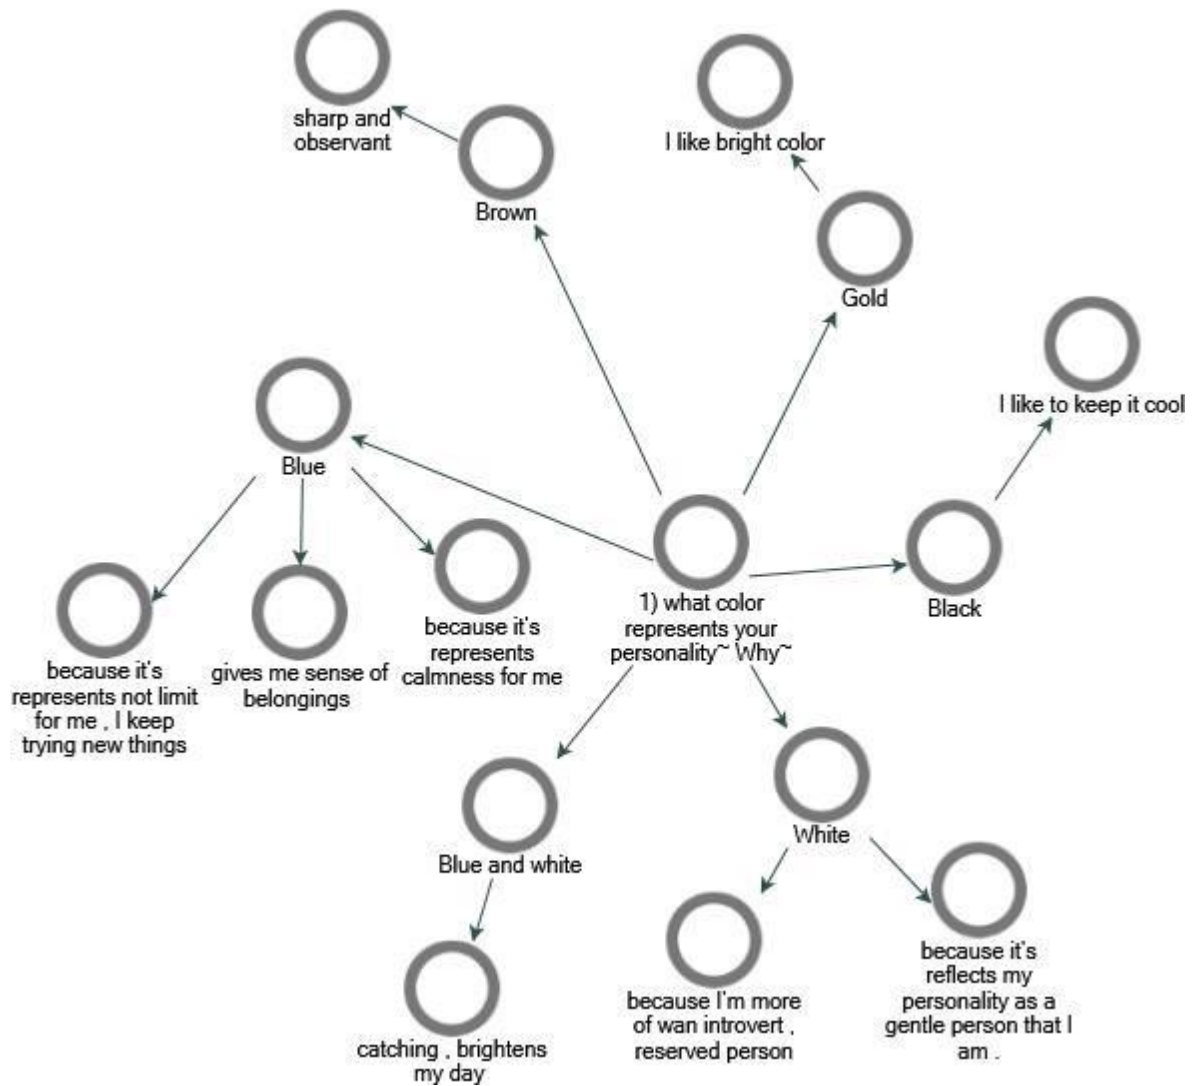 sharp and
observant
Brown
I like bright color
Gold
I like to keep it cool
Black
Blue
because it's
represents not limit
for me , I keep
trying new things
gives me sense of
belongings
because it's
represents
calmness for me
1) what color
represents your
personality~ Why~
Blue and white
catching , brightens
my day
White
because I'm more
of wan introvert ,
reserved person
because it's
reflects my
personality as a
gentle person that I
am .